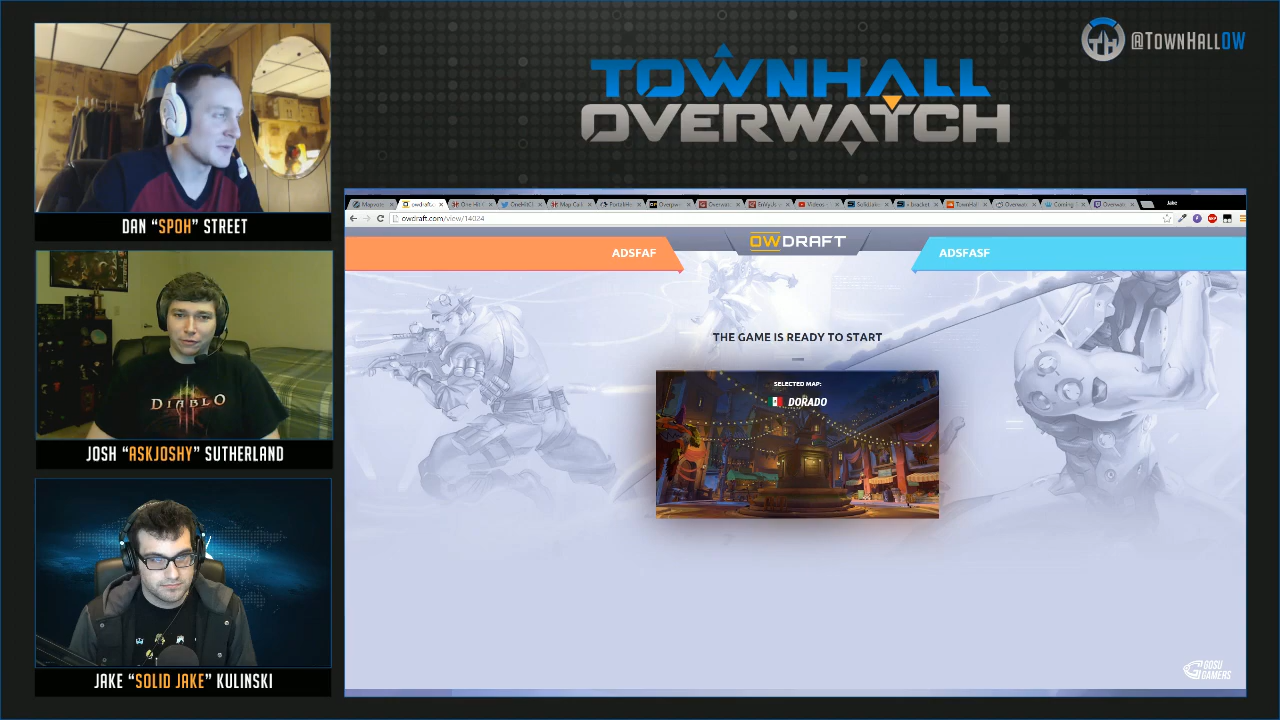 TOWNHALL
OVERWATCH
@TOWNHALLOW
DAN “SPOH” STREET
DIABLO
JOSH “ASKJOSHY” SUTHERLAND
JAKE “SOLID JAKE” KULINSKI
Jake
owdraft.com/view/14024
ADSFAF
OWDRAFT
ADSFASF
THE GAME IS READY TO START
SELECTED MAP:
DORADO
GOSU
GAMERS